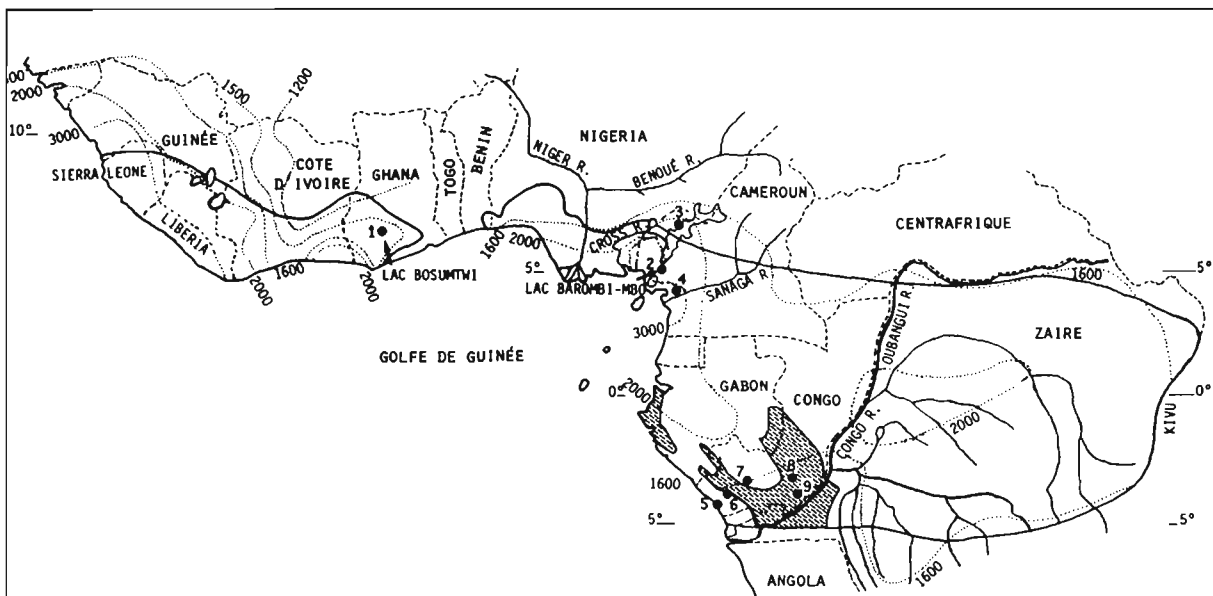 1500
1200
2000
10°
3000
GUINÉE
NIGERIA
SIERRA LEONE
COTE
D'IVOIRE
GHANA
TOGO
BENIN
NIGER R.
BENOUÉ R.
CAMEROUN
LIBERIA
1
3
CROSS R.
CENTRAFRIQUE
2000
1600
2000
LAC BOSUMTWI
1600
2000
5°
2
LAC BAROMBI-MBO
4
SANAGA R.
1600
5°
3000
OUBANGUI R.
ZAIRE
GOLFE DE GUINÉE
0°
2000
GABON
CONGO
CONGO R.
2000
0°
KIVU
1600
7
8
9
5
6
5°
5°
1600
ANGOLA